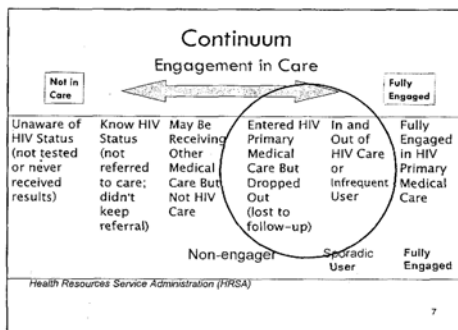 Continuum
Engagement in Care
Not in
Care
Fully
Engaged
Unaware of
HIV Status
(not tested
or never
received
results)
Know HIV
Status
(not
referred
to care;
didn't
keep
referral)
May Be
Receiving
Other
Medical
Care But
Not HIV
Care
Entered HIV
Primary
Medical
Care But
Dropped
Out
(lost to
follow-up)
In and
Out of
HIV Care
or
Infrequent
User
Fully
Engaged
in HIV
Primary
Medical
Care
Non-engager
Sporadic
User
Fully
Engaged
Health Resources Service Administration (HRSA)
7